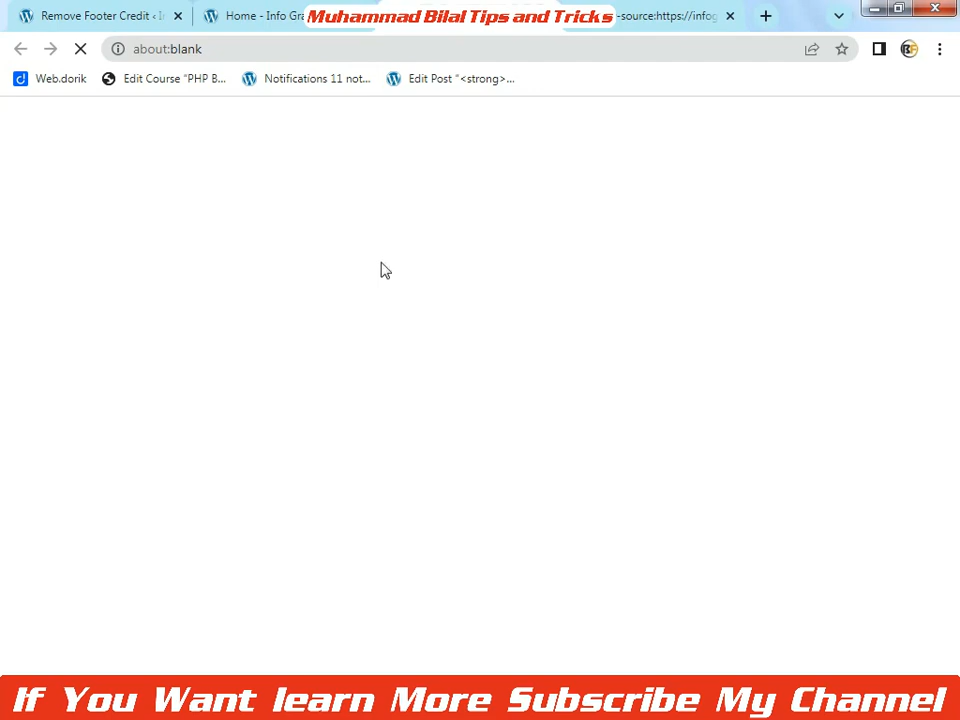 Remove Footer Credit ‹ I
Home - Info Gra
Muhammad Bilal Tips and Tricks
-source:https://infog
about:blank
Web.dorik
Edit Course "PHP B...
Notifications 11 not...
Edit Post "<strong>...
If You Want learn More Subscribe My Channel